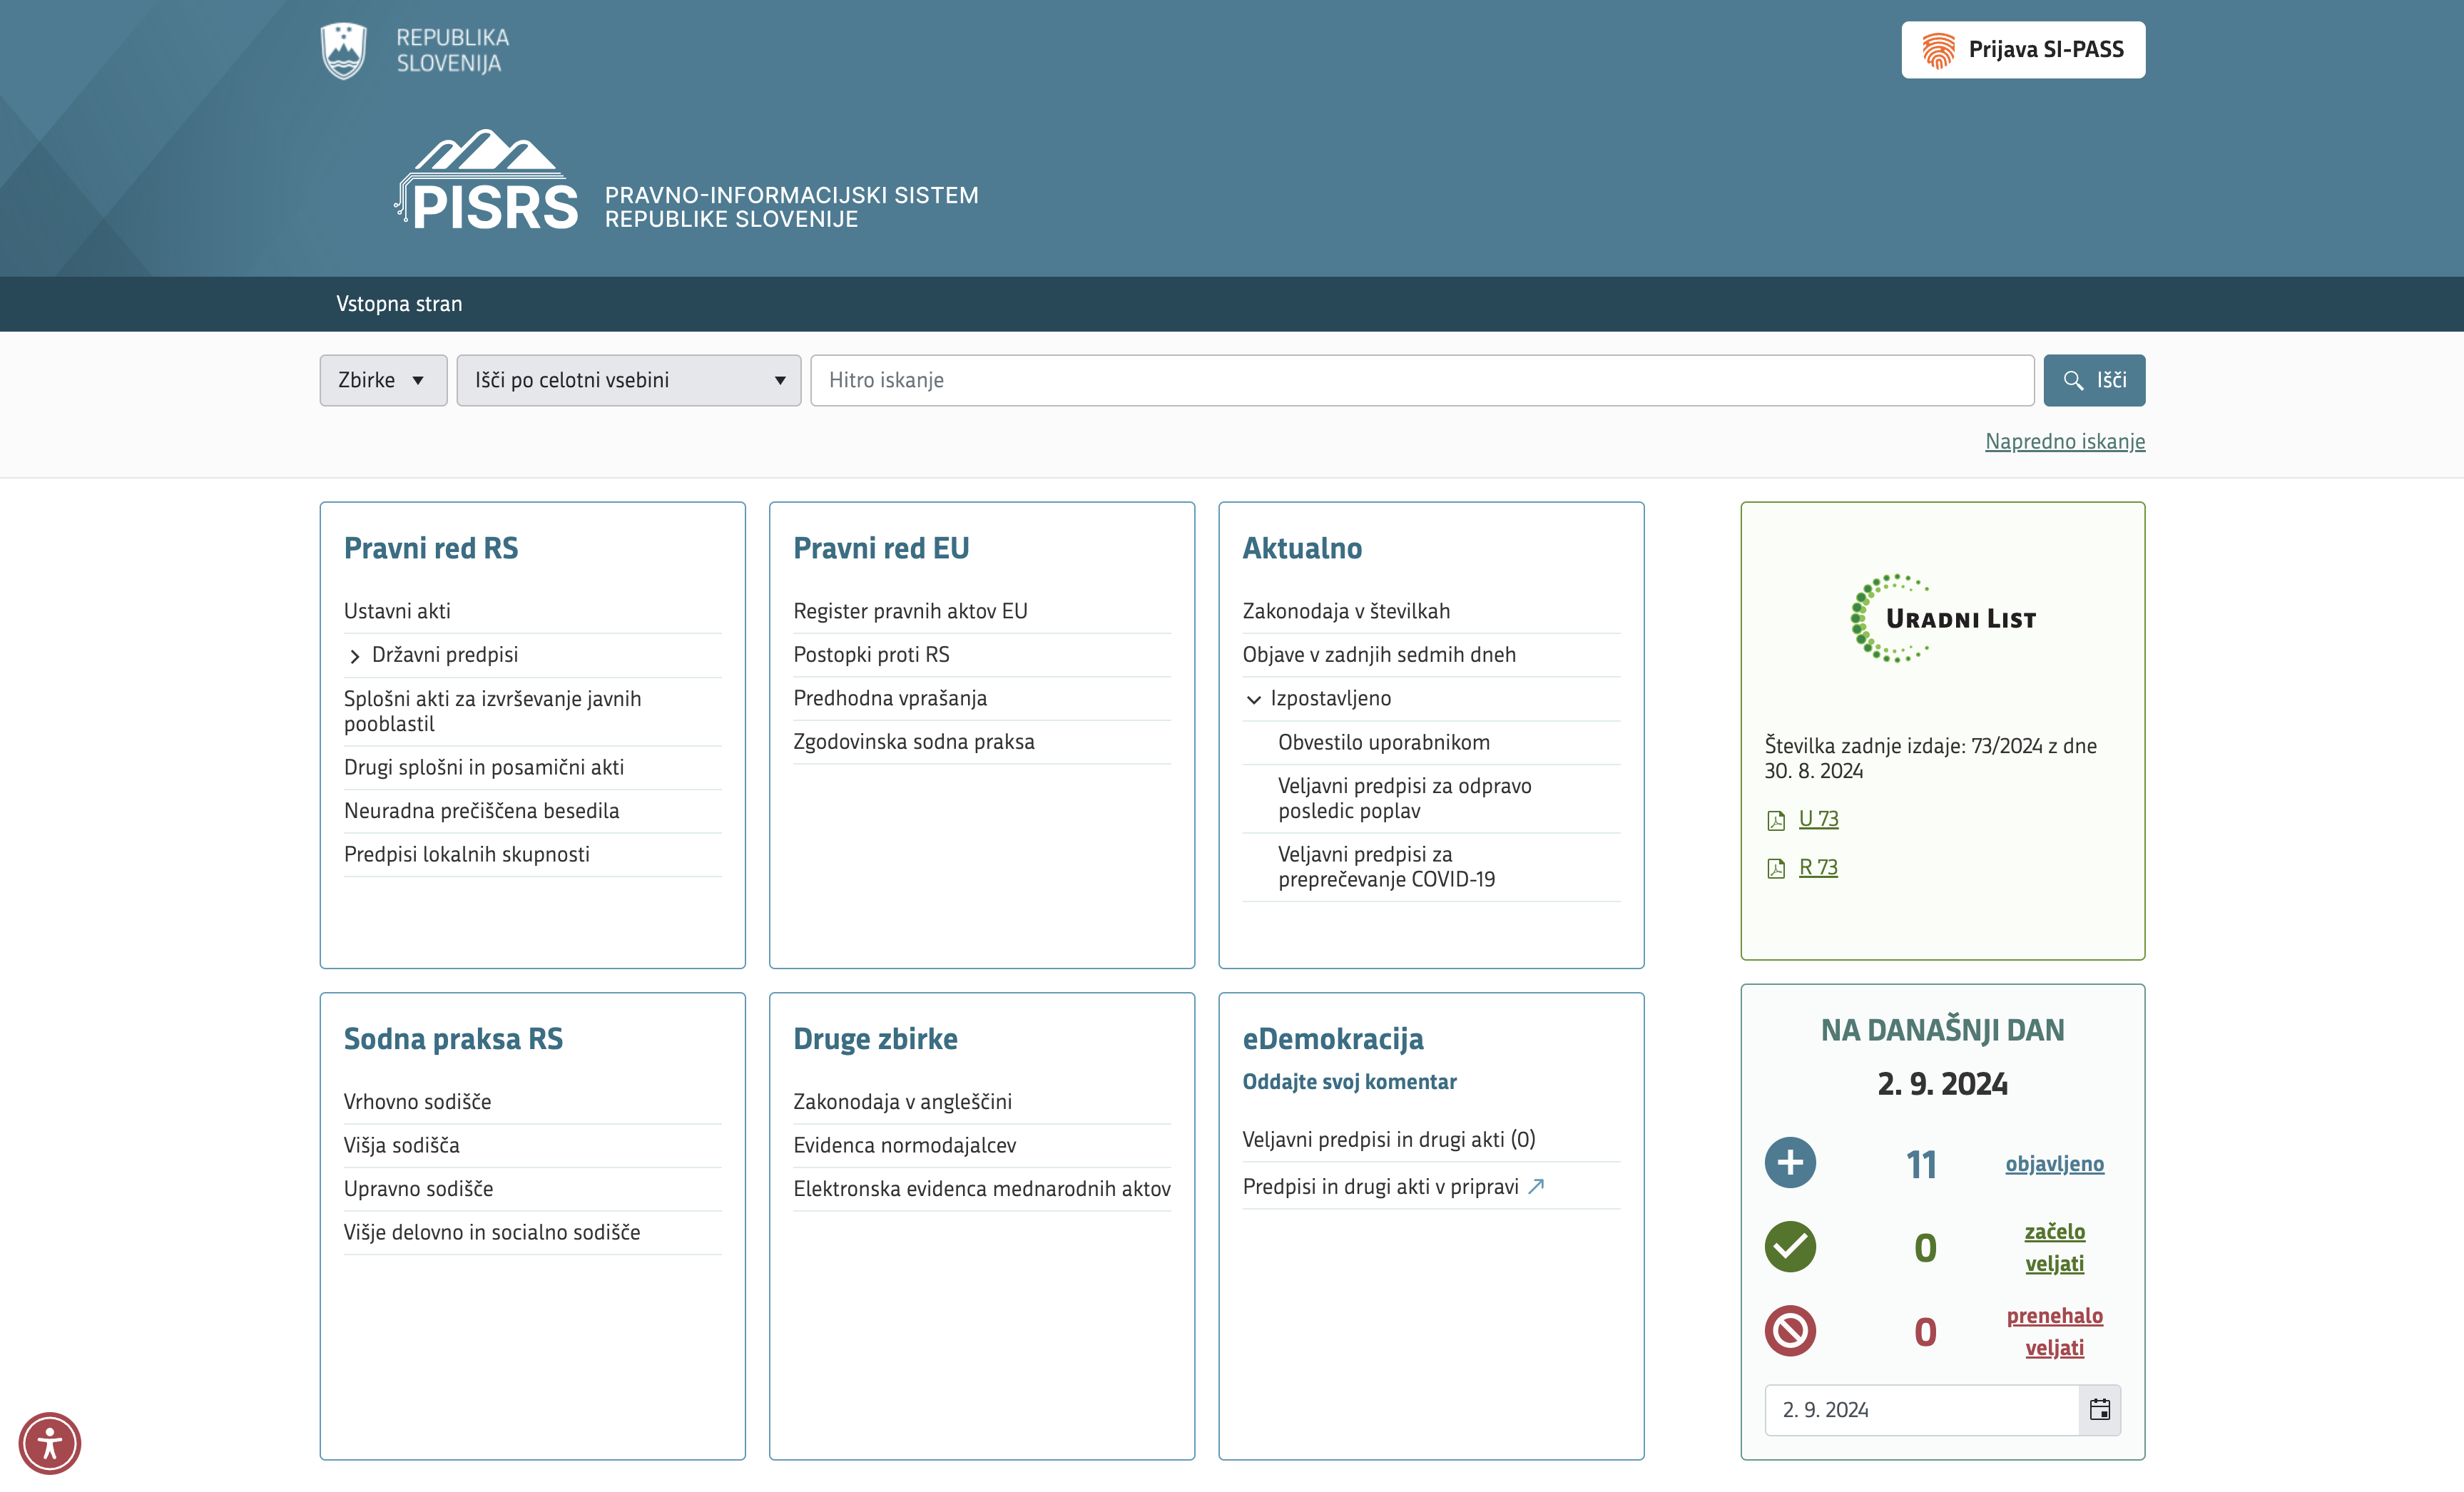 REPUBLIKA
SLOVENIJA
Prijava SI-PASS
PISRS
PRAVNO-INFORMACIJSKI SISTEM
REPUBLIKE SLOVENIJE
Vstopna stran
Zbirke
Išči po celotni vsebini
Hitro iskanje
Išči
Napredno iskanje
Pravni red RS
Ustavni akti
Državni predpisi
Splošni akti za izvrševanje javnih
pooblastil
Drugi splošni in posamični akti
Neuradna prečiščena besedila
Predpisi lokalnih skupnosti
Pravni red EU
Register pravnih aktov EU
Postopki proti RS
Predhodna vprašanja
Zgodovinska sodna praksa
Aktualno
Zakonodaja v številkah
Objave v zadnjih sedmih dneh
Izpostavljeno
Obvestilo uporabnikom
Veljavni predpisi za odpravo
posledic poplav
Veljavni predpisi za
preprečevanje COVID-19
URADNI LIST
Številka zadnje izdaje: 73/2024 z dne
30. 8. 2024
U 73
R 73
Sodna praksa RS
Vrhovno sodišče
Višja sodišča
Upravno sodišče
Višje delovno in socialno sodišče
Druge zbirke
Zakonodaja v angleščini
Evidenca normodajalcev
Elektronska evidenca mednarodnih aktov
eDemokracija
Oddajte svoj komentar
Veljavni predpisi in drugi akti (0)
Predpisi in drugi akti v pripravi
NA DANAŠNJI DAN
2. 9. 2024
11 objavljeno
0 začelo
veljati
0 prenehalo
veljati
2. 9. 2024